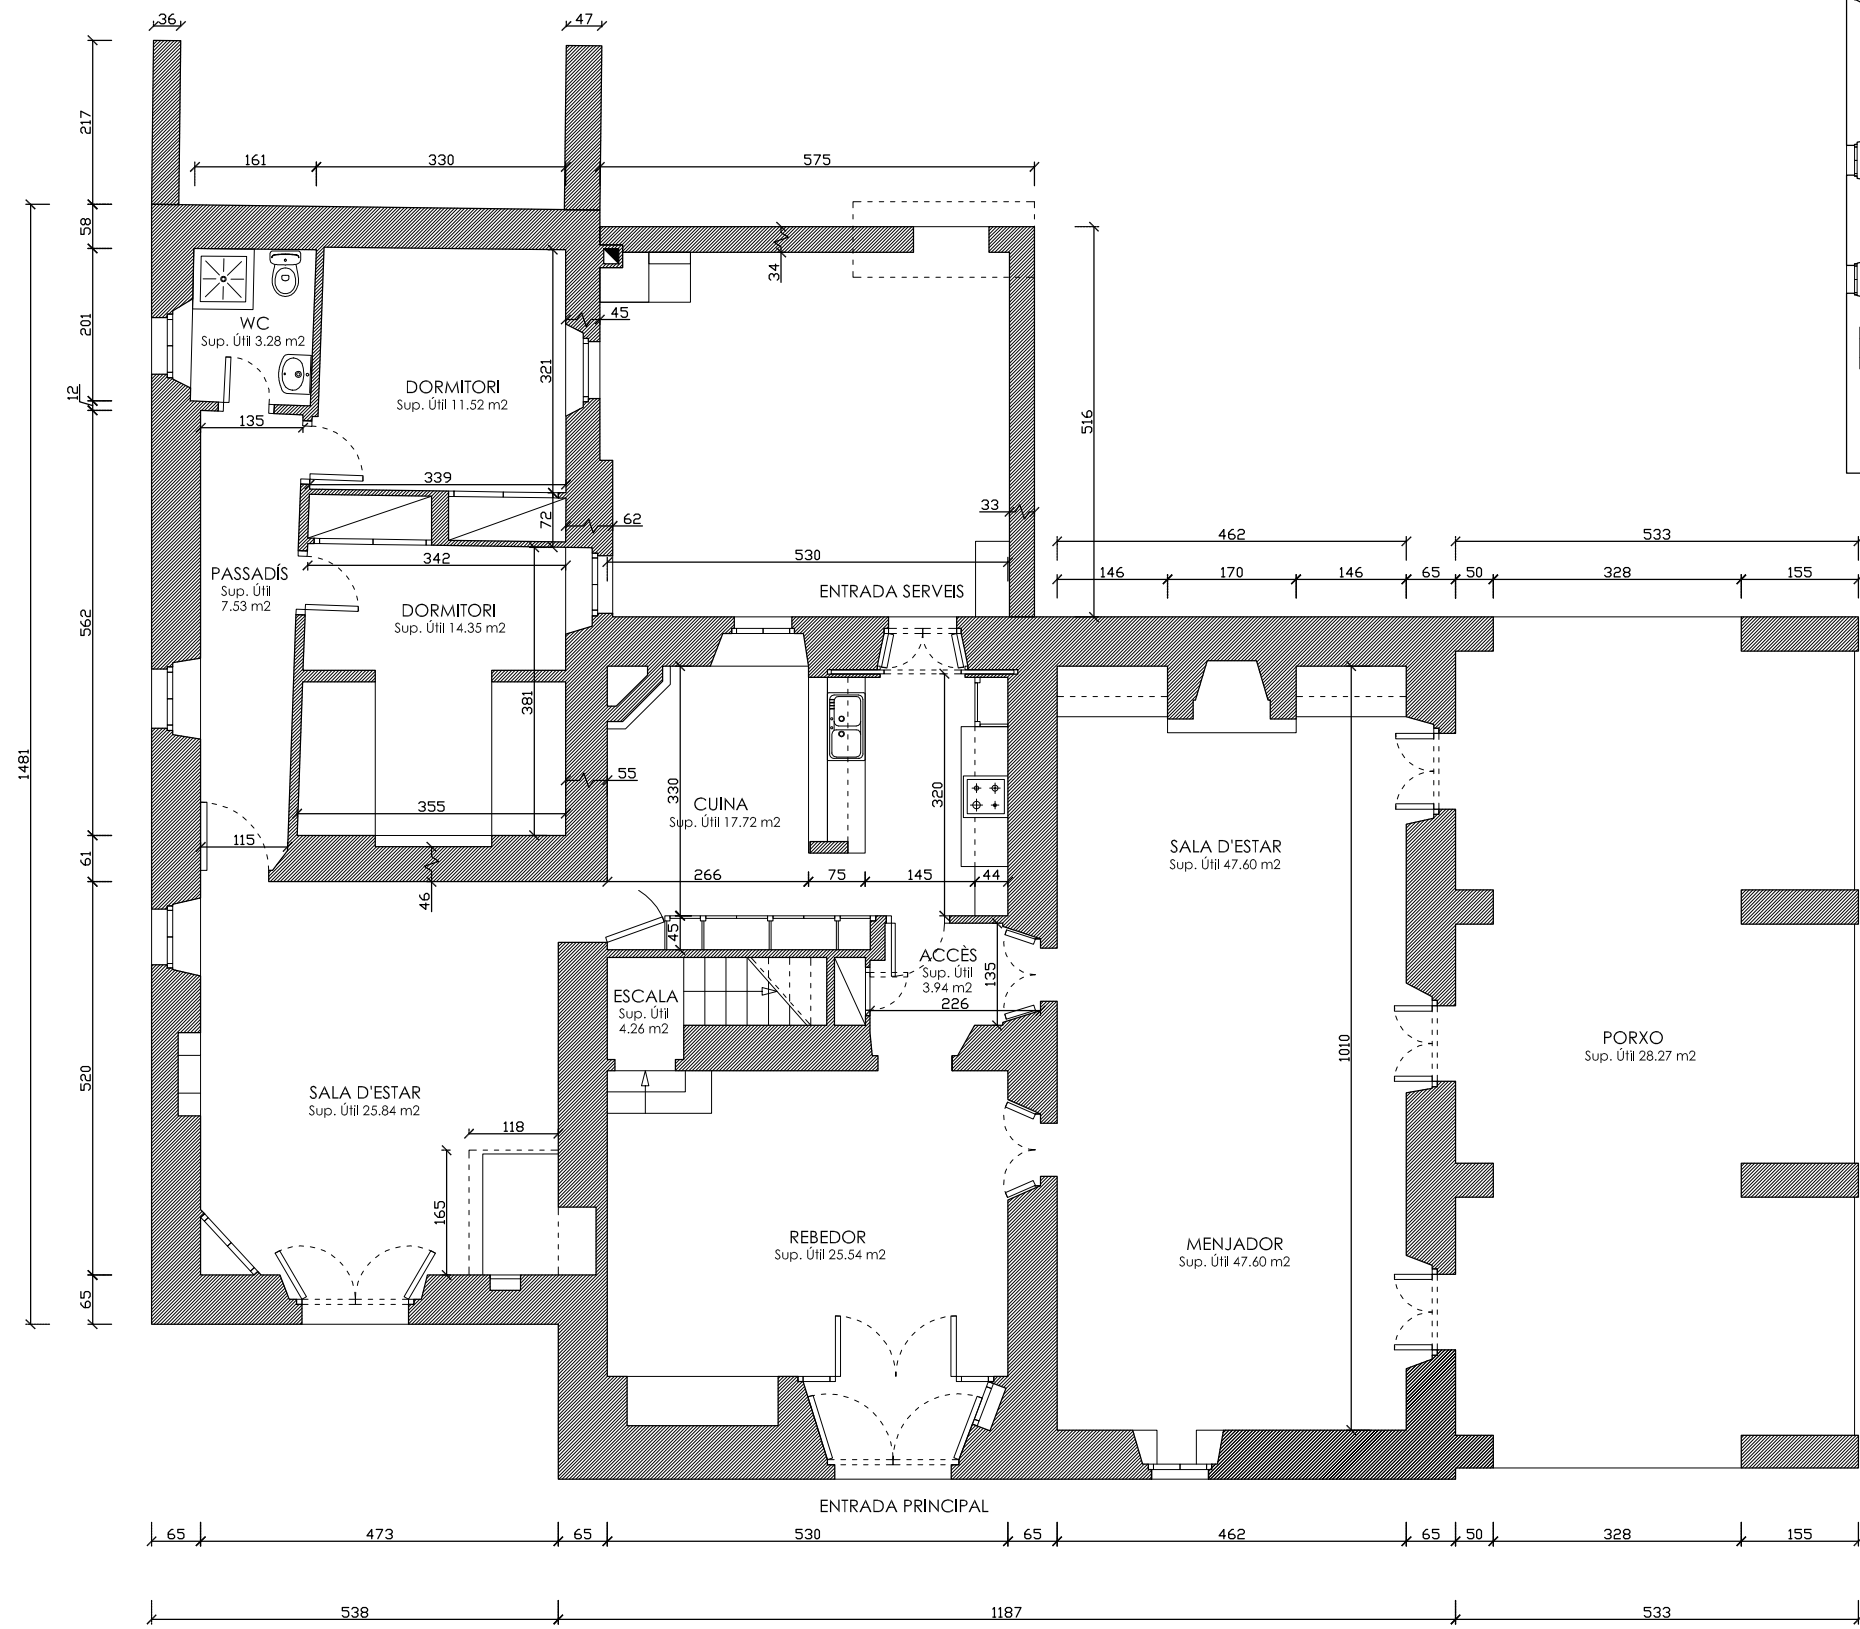 36
47
217
161
330
575
58
34
WC
Sup. Útil 3.28 m2
201
45
321
DORMITORI
Sup. Útil 11.52 m2
12
135
516
339
72
62
33
530
462
533
342
146
170
146
65
50
328
155
PASSADÍS
Sup. Útil
7.53 m2
ENTRADA SERVEIS
DORMITORI
Sup. Útil 14.35 m2
562
381
1481
55
330
320
CUINA
Sup. Útil 17.72 m2
355
115
61
SALA D'ESTAR
Sup. Útil 47.60 m2
46
266
75
145
44
45
ACCÈS
Sup. Útil
3.94 m2
135
226
ESCALA
Sup. Útil
4.26 m2
1010
PORXO
Sup. Útil 28.27 m2
520
SALA D'ESTAR
Sup. Útil 25.84 m2
118
165
REBEDOR
Sup. Útil 25.54 m2
MENJADOR
Sup. Útil 47.60 m2
65
ENTRADA PRINCIPAL
65
473
65
530
65
462
65
50
328
155
538
1187
533